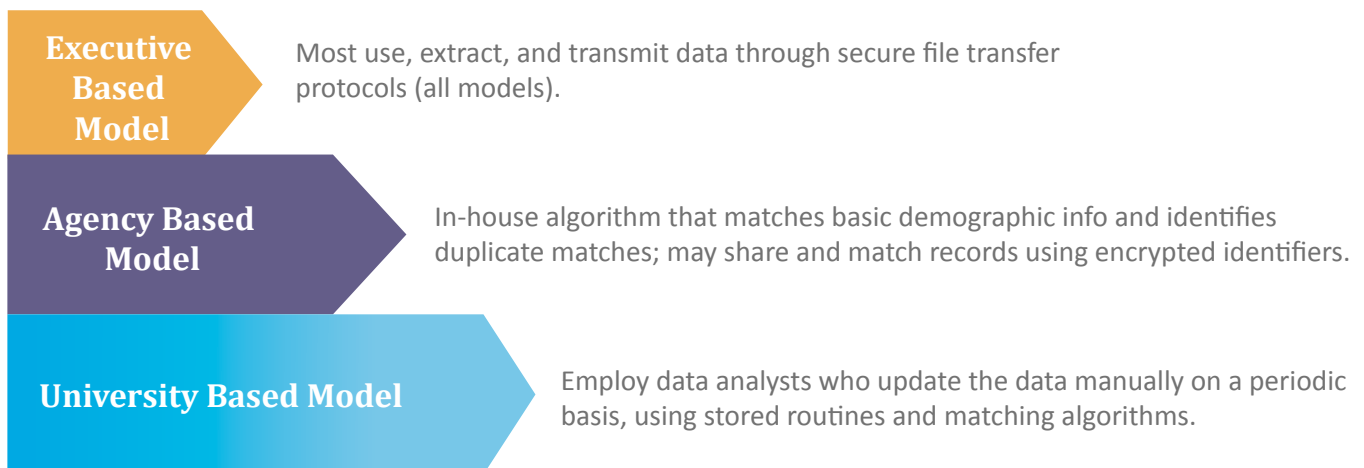 Executive
Based
Model
Most use, extract, and transmit data through secure file transfer
protocols (all models).
Agency Based
Model
In-house algorithm that matches basic demographic info and identifies
duplicate matches; may share and match records using encrypted identifiers.
University Based Model
Employ data analysts who update the data manually on a periodic
basis, using stored routines and matching algorithms.